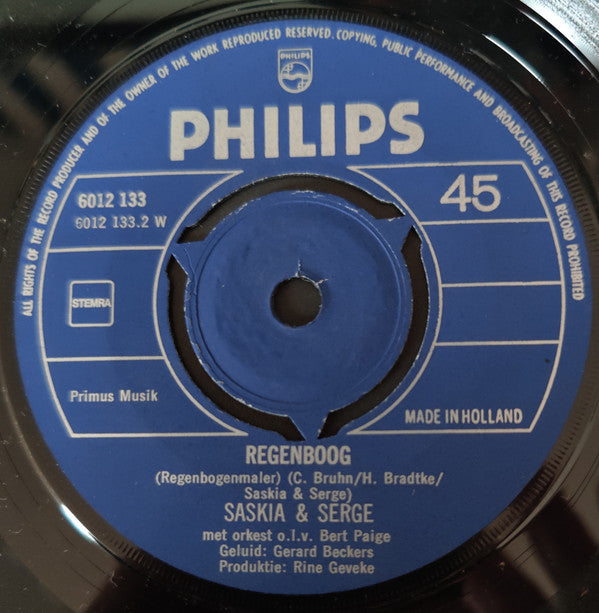 ALL RIGHTS OF THE RECORD PRODUCER AND OF THE OWNER OF THE WORK REPRODUCED RESERVED. COPYING, PUBLIC PERFORMANCE AND BROADCASTING OF THIS RECORD PROHIBITED
PHILIPS
PHILIPS
6012 133
45
6012 133.2 W
STEMRA
Primus Musik
MADE IN HOLLAND
REGENBOOG
(Regenbogenmaler) (C. Bruhn/H. Bradtke/
Saskia & Serge)
SASKIA & SERGE
met orkest o.l.v. Bert Paige
Geluid: Gerard Beckers
Produktie: Rine Geveke